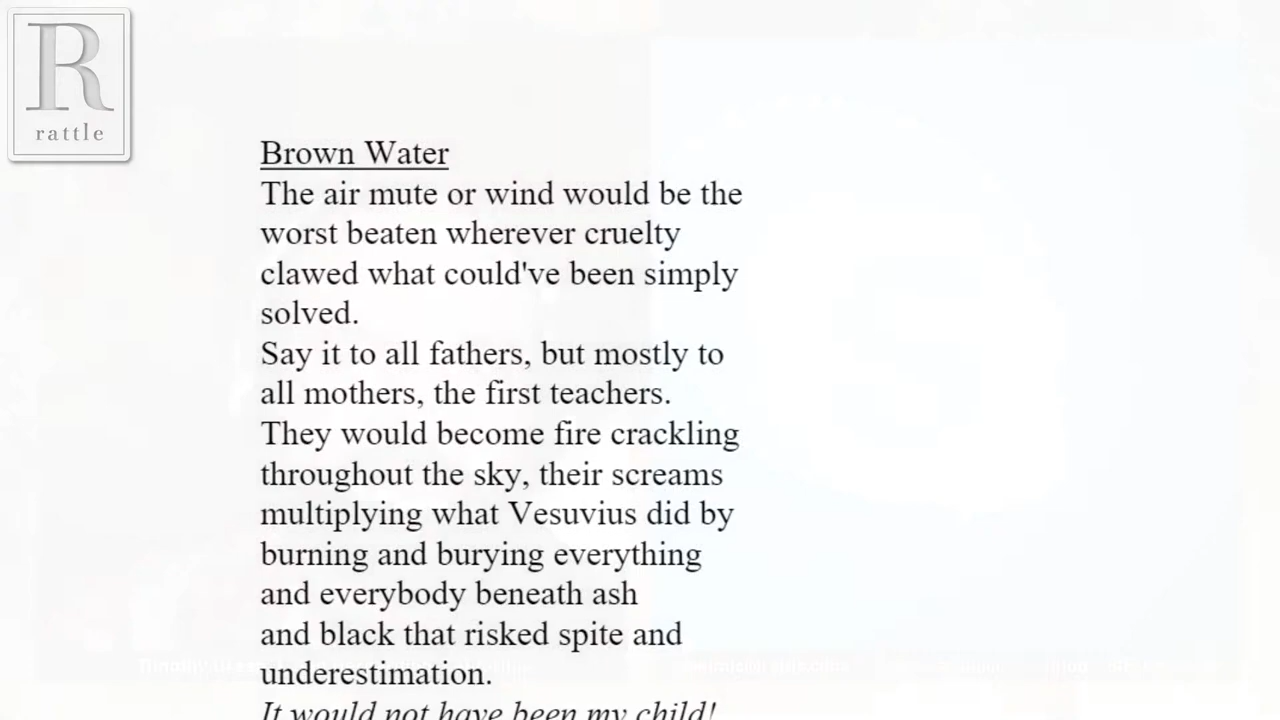 R
rattle
Brown Water
The air mute or wind would be the
worst beaten wherever cruelty
clawed what could've been simply
solved.
Say it to all fathers, but mostly to
all mothers, the first teachers.
They would become fire crackling
throughout the sky, their screams
multiplying what Vesuvius did by
burning and burying everything
and everybody beneath ash
and black that risked spite and
underestimation.
It would not have been my child!